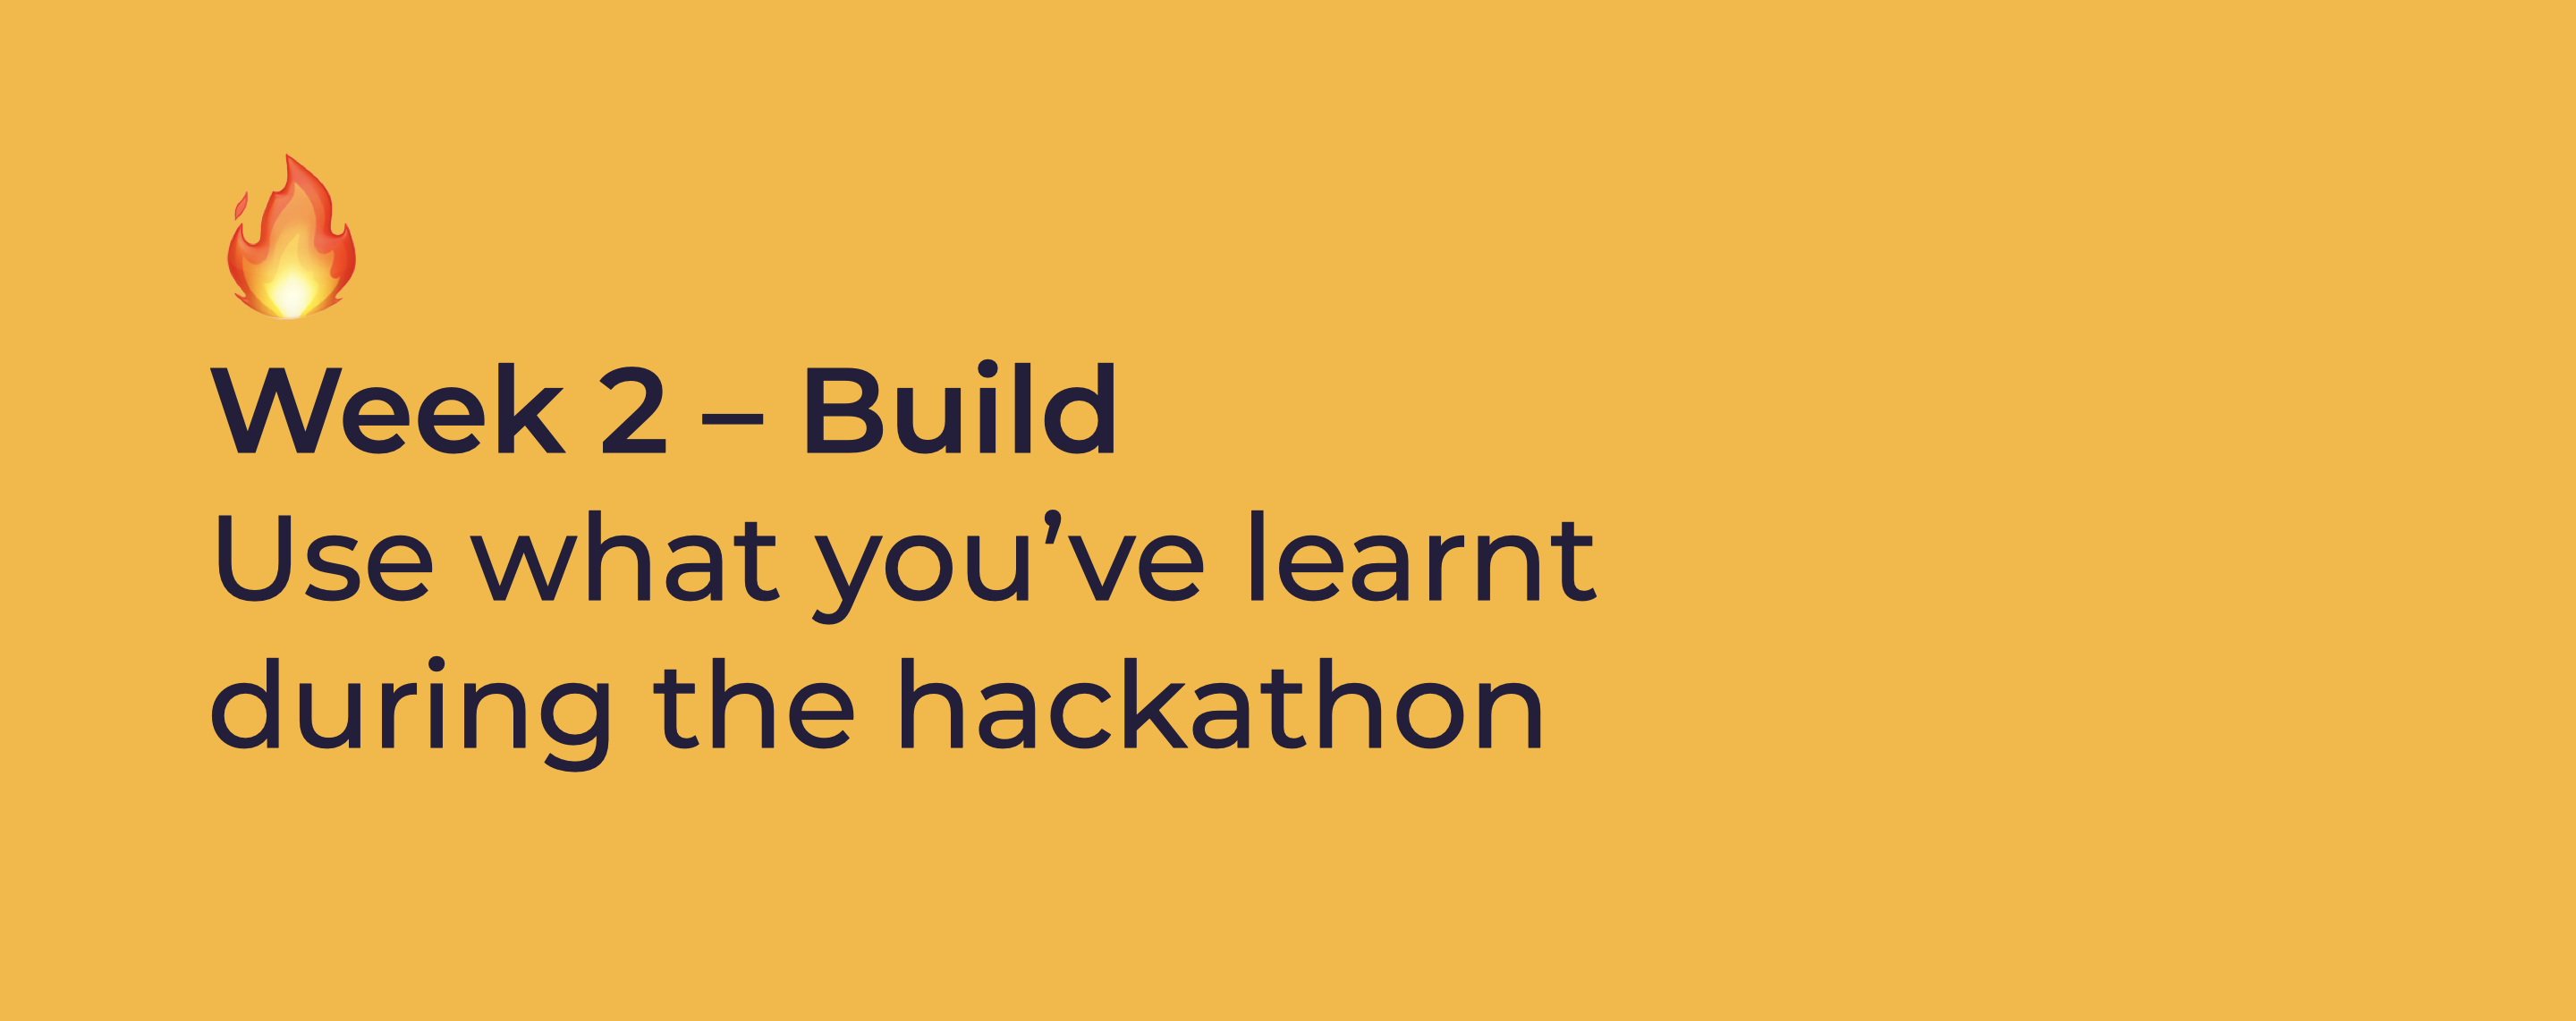 Week 2 – Build
Use what you’ve learnt
during the hackathon